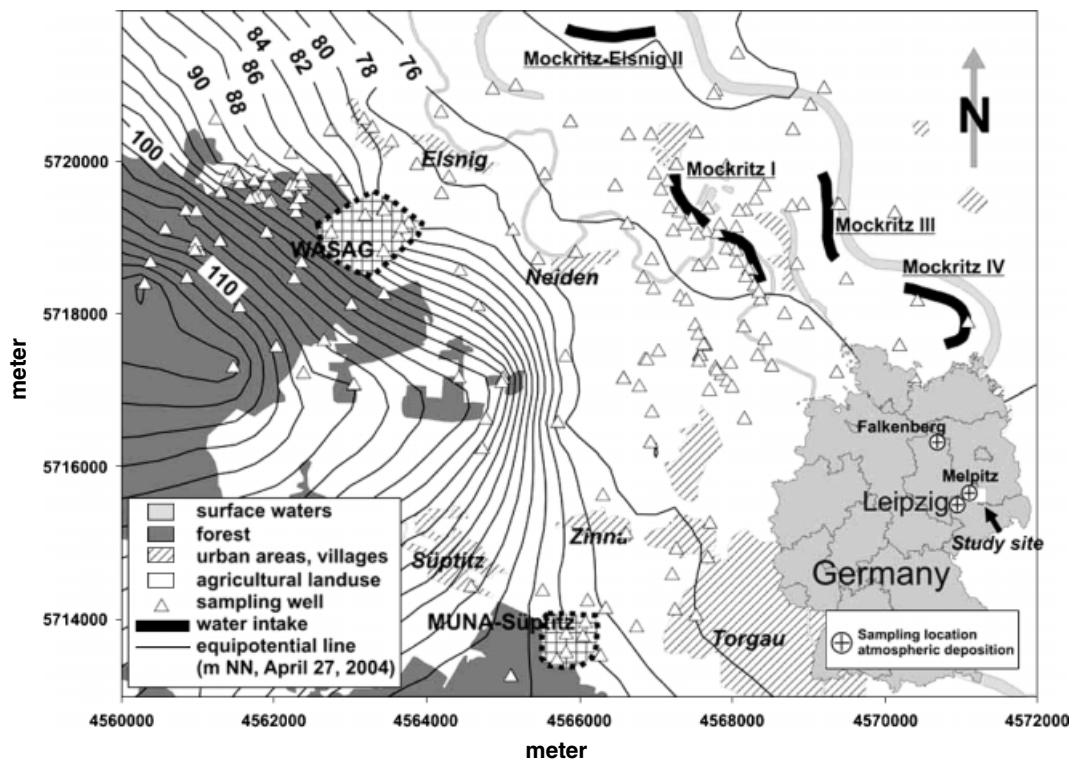 84
80
76
82
78
86
90
88
100
110
Mockritz-Elsnig II
N
Elsnig
Mockritz I
WASAG
Neiden
Mockritz III
Mockritz IV
Falkenberg
Melpitz
Leipzig
Study site
Germany
Süptitz
Zinna
MUNA-Süptitz
Torgau
surface waters
forest
urban areas, villages
agricultural landuse
sampling well
water intake
equipotential line
(m NN, April 27, 2004)
Sampling location
atmospheric deposition
5720000
5718000
5716000
5714000
meter
4560000 4562000 4564000 4566000 4568000 4570000 4572000
meter